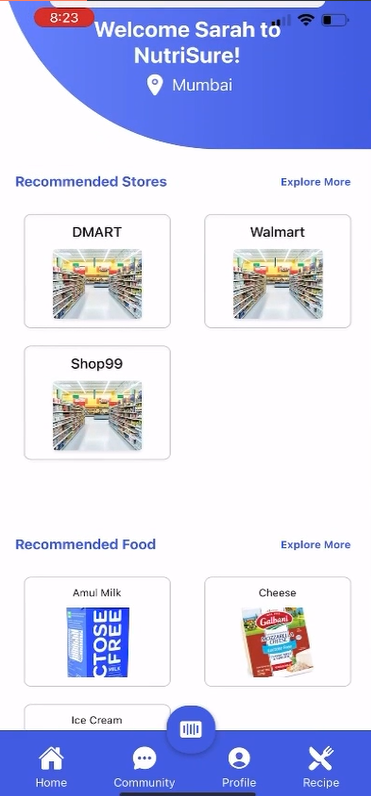 8:23
Welcome Sarah to
NutriSure!
Mumbai
Recommended Stores
Explore More
DMART
Walmart
Shop99
Recommended Food
Explore More
Amul Milk
Cheese
CTOSE
FREE
MILK
Galbani
Ice Cream
Home
Community
Profile
Recipe